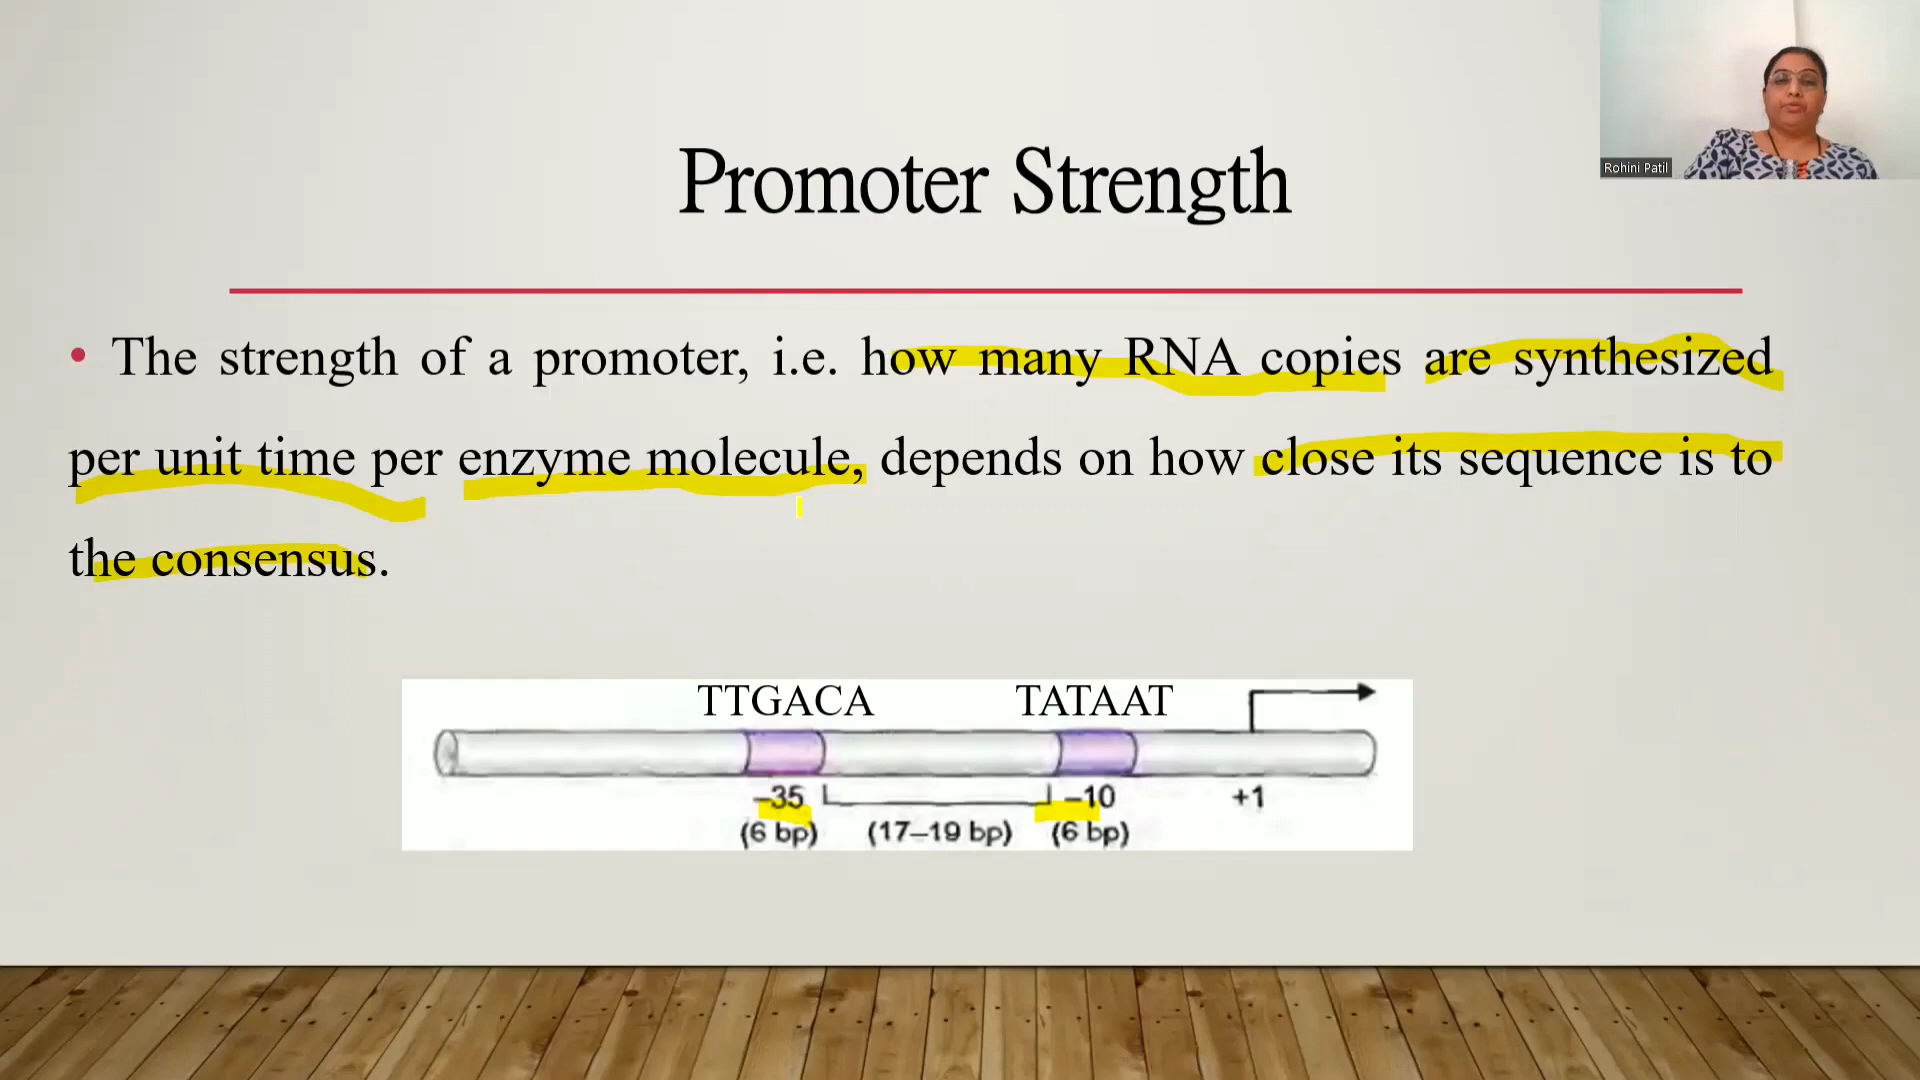 Rohini Patil
Promoter Strength
• The strength of a promoter, i.e. how many RNA copies are synthesized
per unit time per enzyme molecule, depends on how close its sequence is to
the consensus.
TTGACA TATAAT
–35 –10 +1
(6 bp) (17–19 bp) (6 bp)